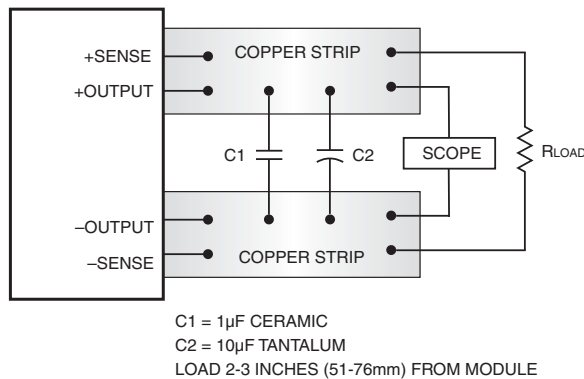 +SENSE
COPPER STRIP
+OUTPUT
C1
C2
SCOPE
RLOAD
–OUTPUT
–SENSE
COPPER STRIP
C1 = 1µF CERAMIC
C2 = 10µF TANTALUM
LOAD 2-3 INCHES (51-76mm) FROM MODULE